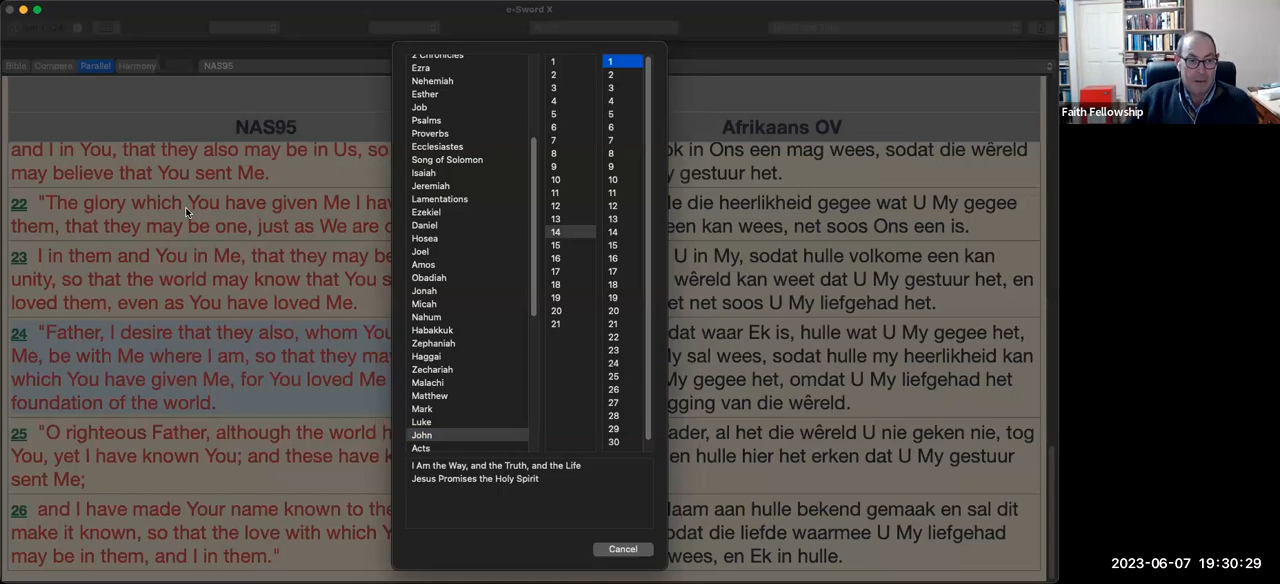 e-Sword X
Bible Compare Parallel Harmony NAS95
NAS95
and I in You, that they also may be in Us, so
may believe that You sent Me.
22 "The glory which You have given Me I
them, that they may be one, just as We are
23 I in them and You in Me, that they may be
unity, so that the world may know that You
loved them, even as You have loved Me.
24 "Father, I desire that they also, whom You
Me, be with Me where I am, so that they
which You have given Me, for You loved Me
foundation of the world.
25 "O righteous Father, although the world
You, yet I have known You; and these
sent Me;
26 and I have made Your name known to
make it known, so that the love with which
may be in them, and I in them."
2 Chronicles
Ezra
Nehemiah
Esther
Job
Psalms
Proverbs
Ecclesiastes
Song of Solomon
Isaiah
Jeremiah
Lamentations
Ezekiel
Daniel
Hosea
Joel
Amos
Obadiah
Jonah
Micah
Nahum
Habakkuk
Zephaniah
Haggai
Zechariah
Malachi
Matthew
Mark
Luke
John
Acts
1
2
3
4
5
6
7
8
9
10
11
12
13
14
15
16
17
18
19
20
21
1
2
3
4
5
6
7
8
9
10
11
12
13
14
15
16
17
18
19
20
21
22
23
24
25
26
27
28
29
30
I Am the Way, and the Truth, and the Life
Jesus Promises the Holy Spirit
Cancel
Afrikaans OV
in Ons een mag wees, sodat die wêreld
gestuur het.
die heerlikheid gegee wat U My gegee
een kan wees, net soos Ons een is.
U in My, sodat hulle volkome een kan
wêreld kan weet dat U My gestuur het, en
het net soos U My liefgehad het.
dat waar Ek is, hulle wat U My gegee het,
sal wees, sodat hulle my heerlikheid kan
gegee het, omdat U My liefgehad het
van die wêreld.
al het die wêreld U nie geken nie, tog
en hulle hier het erken dat U My gestuur
aan hulle bekend gemaak en sal dit
sodat die liefde waarmee U My liefgehad
wees, en Ek in hulle.
Faith Fellowship
2023-06-07 19:30:29